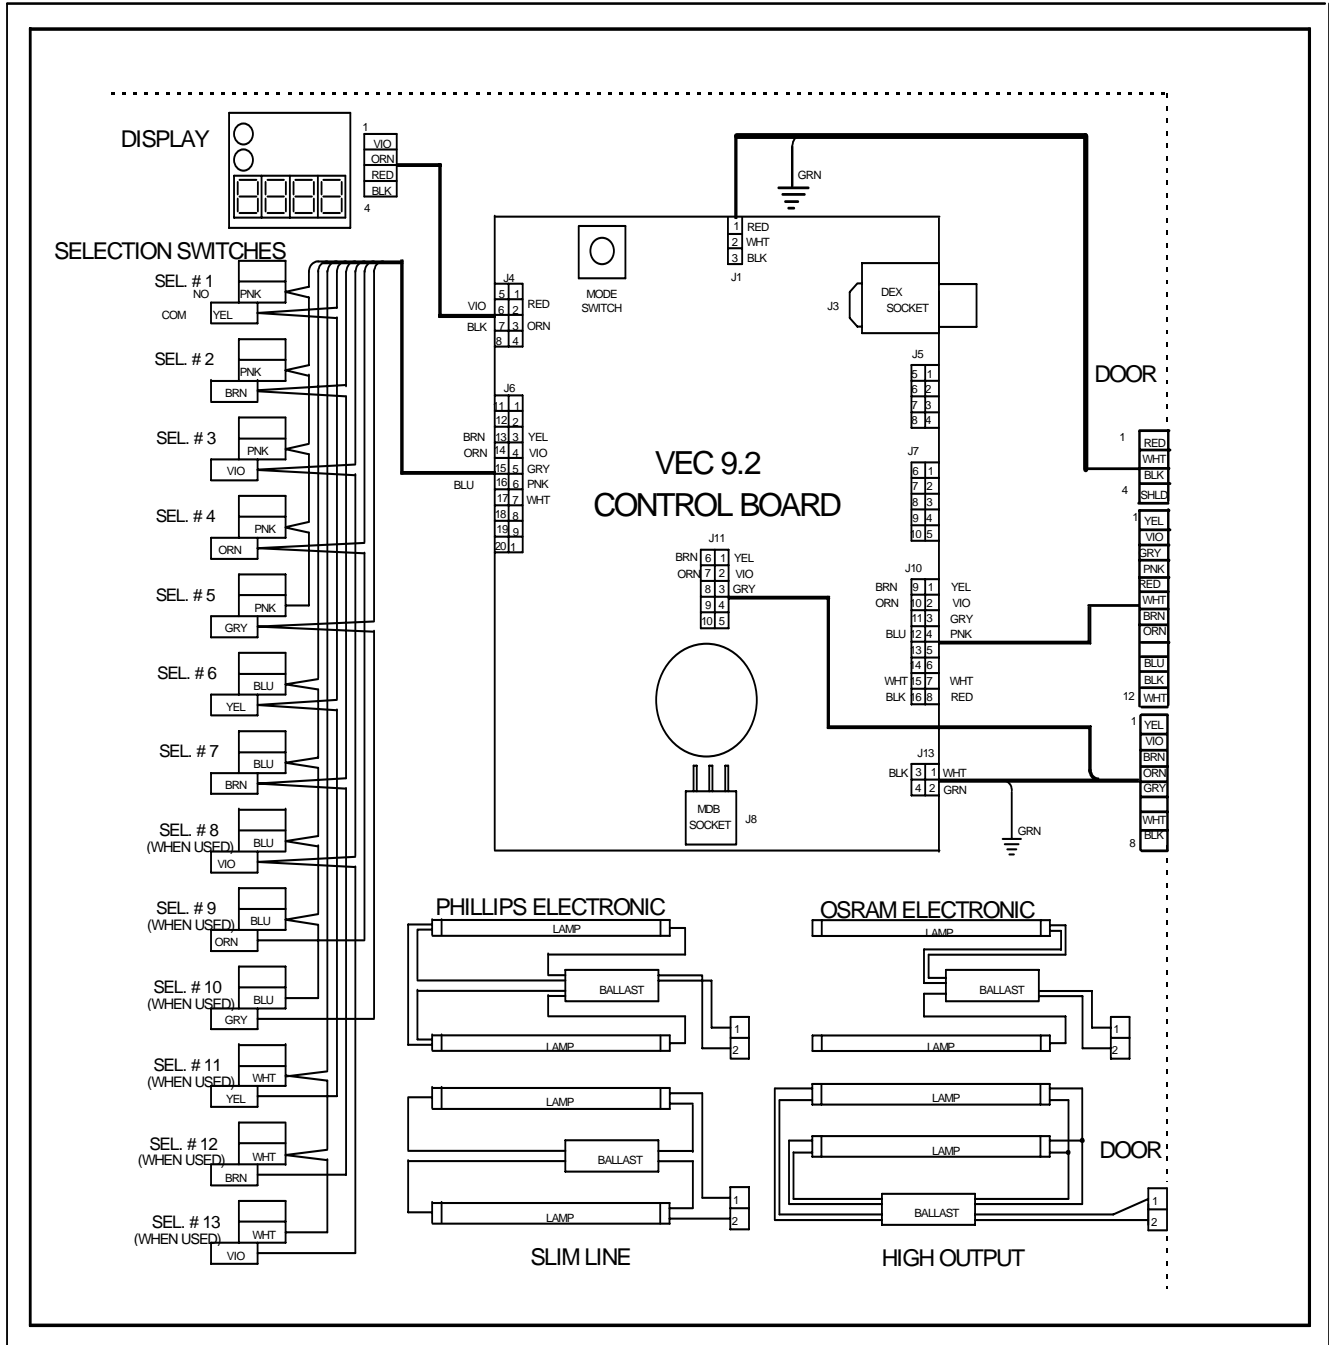 DISPLAY
1
VIO
ORN
RED
BLK
4
GRN
SELECTION SWITCHES
SEL. # 1
NO PNK
COM YEL
SEL. # 2
PNK
BRN
SEL. # 3
PNK
VIO
SEL. # 4
PNK
ORN
SEL. # 5
PNK
GRY
SEL. # 6
BLU
YEL
SEL. # 7
BLU
BRN
SEL. # 8
(WHEN USED)
BLU
VIO
SEL. # 9
(WHEN USED)
BLU
ORN
SEL. # 10
(WHEN USED)
BLU
GRY
SEL. # 11
(WHEN USED)
WHT
YEL
SEL. # 12
(WHEN USED)
WHT
BRN
SEL. # 13
(WHEN USED)
WHT
VIO
MODE
SWITCH
1 RED
2 WHT
3 BLK
J1
J3
DEX
SOCKET
J4
5 1
VIO 6 2 RED
BLK 7 3 ORN
8 4
J6
11 1
12 2
BRN 13 3 YEL
ORN 14 4 VIO
15 5 GRY
BLU 16 6 PNK
17 7 WHT
18 8
19 9
20 1
VEC 9.2
CONTROL BOARD
J5
5 1
6 2
7 3
8 4
J7
6 1
7 2
8 3
9 4
10 5
J11
BRN 6 1 YEL
ORN 7 2 VIO
8 3 GRY
9 4
10 5
J10
BRN 9 1 YEL
ORN 10 2 VIO
11 3 GRY
BLU 12 4 PNK
13 5
14 6
WHT 15 7 WHT
BLK 16 8 RED
J13
BLK 3 1 WHT
4 2 GRN
GRN
MDB
SOCKET
J8
DOOR
1 RED
WHT
BLK
4 SHLD
1 YEL
VIO
GRY
PNK
RED
WHT
BRN
ORN
BLU
BLK
12 WHT
1 YEL
VIO
BRN
ORN
GRY
WHT
8 BLK
PHILLIPS ELECTRONIC
LAMP
BALLAST
1
2
LAMP
OSRAM ELECTRONIC
LAMP
BALLAST
1
2
LAMP
LAMP
BALLAST
1
2
LAMP
SLIM LINE
LAMP
LAMP
BALLAST
DOOR
1
2
HIGH OUTPUT